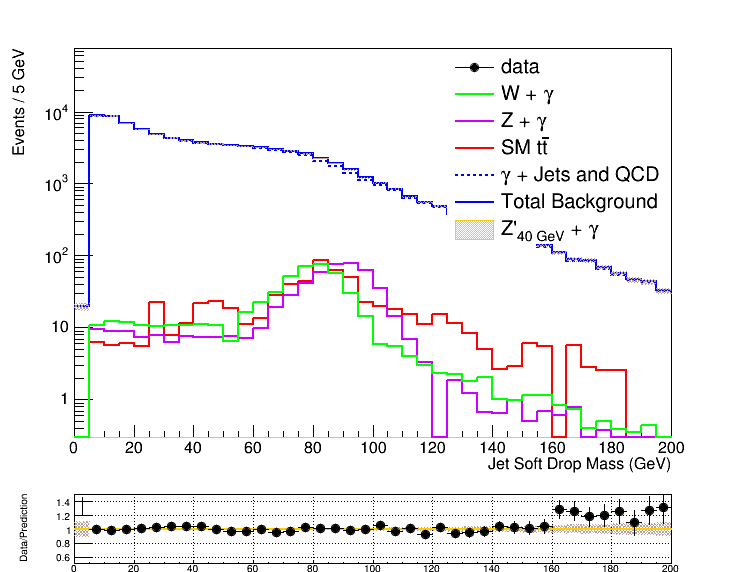 Events / 5 GeV
10⁴
10³
10²
10
1
data
W + γ
Z + γ
SM tt̄
γ + Jets and QCD
Total Background
Z'40 GeV + γ
0 20 40 60 80 100 120 140 160 180 200
Jet Soft Drop Mass (GeV)
Data/Prediction
1.4
1.2
1
0.8
0.6
0 20 40 60 80 100 120 140 160 180 200